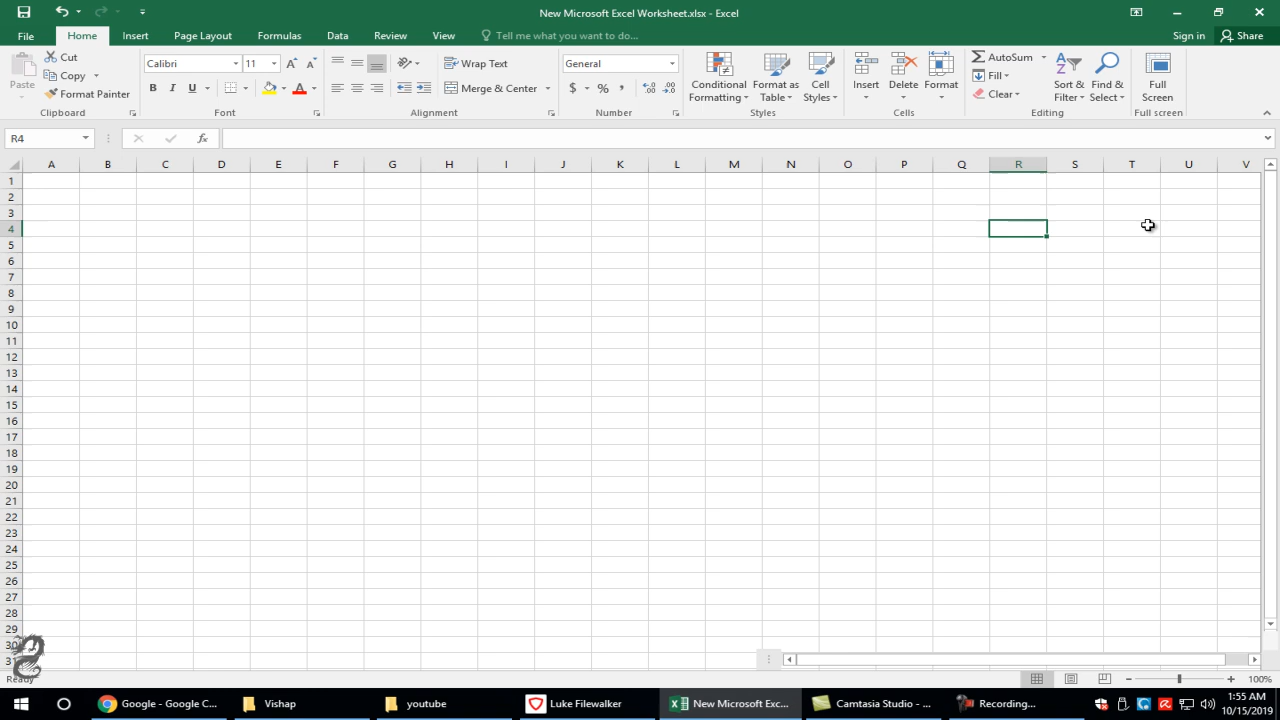 New Microsoft Excel Worksheet.xlsx - Excel
File Home Insert Page Layout Formulas Data Review View Tell me what you want to do... Sign in Share
Paste
Cut
Copy
Format Painter
Clipboard
Calibri 11
B I U A
Font
Wrap Text
Merge & Center
Alignment
General
$ % ,
Number
Conditional Formatting
Format as Table
Cell Styles
Styles
Insert Delete Format
Cells
AutoSum
Fill
Clear
Sort & Filter
Find & Select
Editing
Full Screen
Full screen
R4 fx
A B C D E F G H I J K L M N O P Q R S T U V
1
2
3
4
5
6
7
8
9
10
11
12
13
14
15
16
17
18
19
20
21
22
23
24
25
26
27
28
29
30
Ready 100%
Google - Google C... Vishap youtube Luke Filewalker New Microsoft Exc... Camtasia Studio - ... Recording... 1:55 AM
10/15/2019